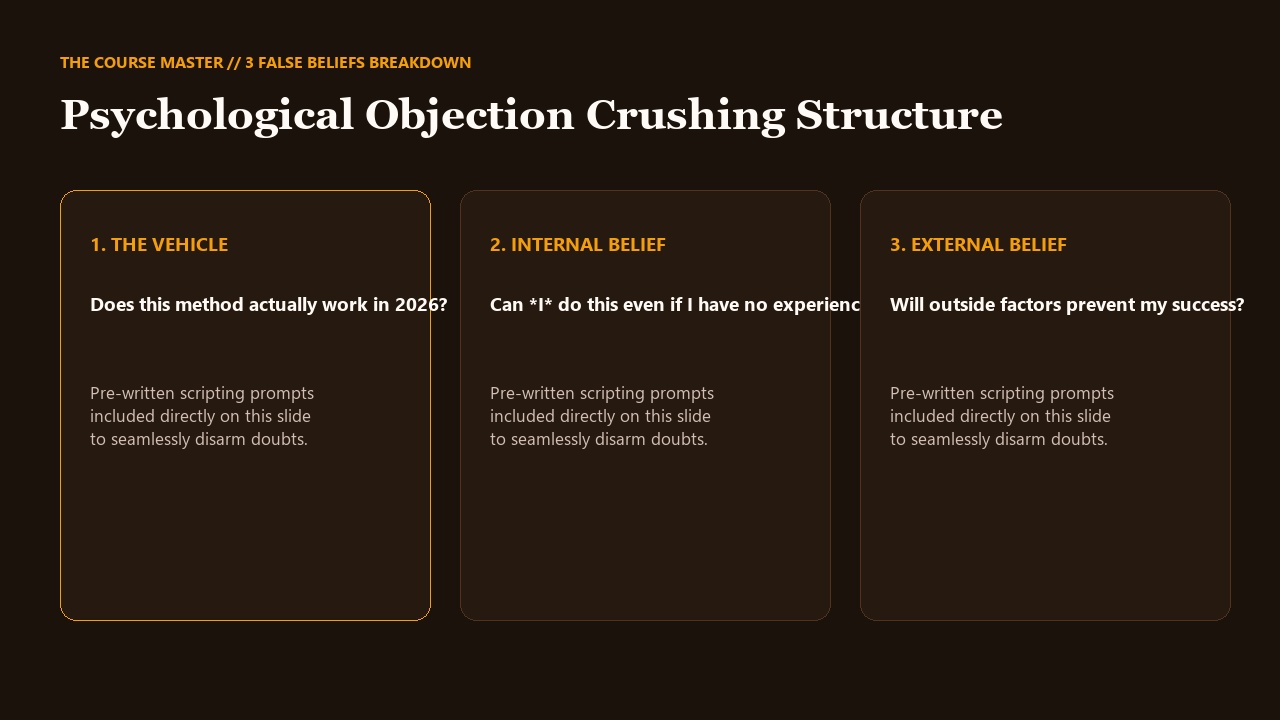 THE COURSE MASTER // 3 FALSE BELIEFS BREAKDOWN
Psychological Objection Crushing Structure
1. THE VEHICLE
Does this method actually work in 2026?
Pre-written scripting prompts
included directly on this slide
to seamlessly disarm doubts.
2. INTERNAL BELIEF
Can *I* do this even if I have no experienc
Pre-written scripting prompts
included directly on this slide
to seamlessly disarm doubts.
3. EXTERNAL BELIEF
Will outside factors prevent my success?
Pre-written scripting prompts
included directly on this slide
to seamlessly disarm doubts.